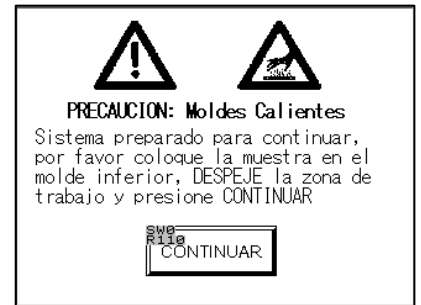 PRECAUCION: Moldes Calientes
Sistema preparado para continuar,
por favor coloque la muestra en el
molde inferior, DESPEJE la zona de
trabajo y presione CONTINUAR
SW0
R110
CONTINUAR